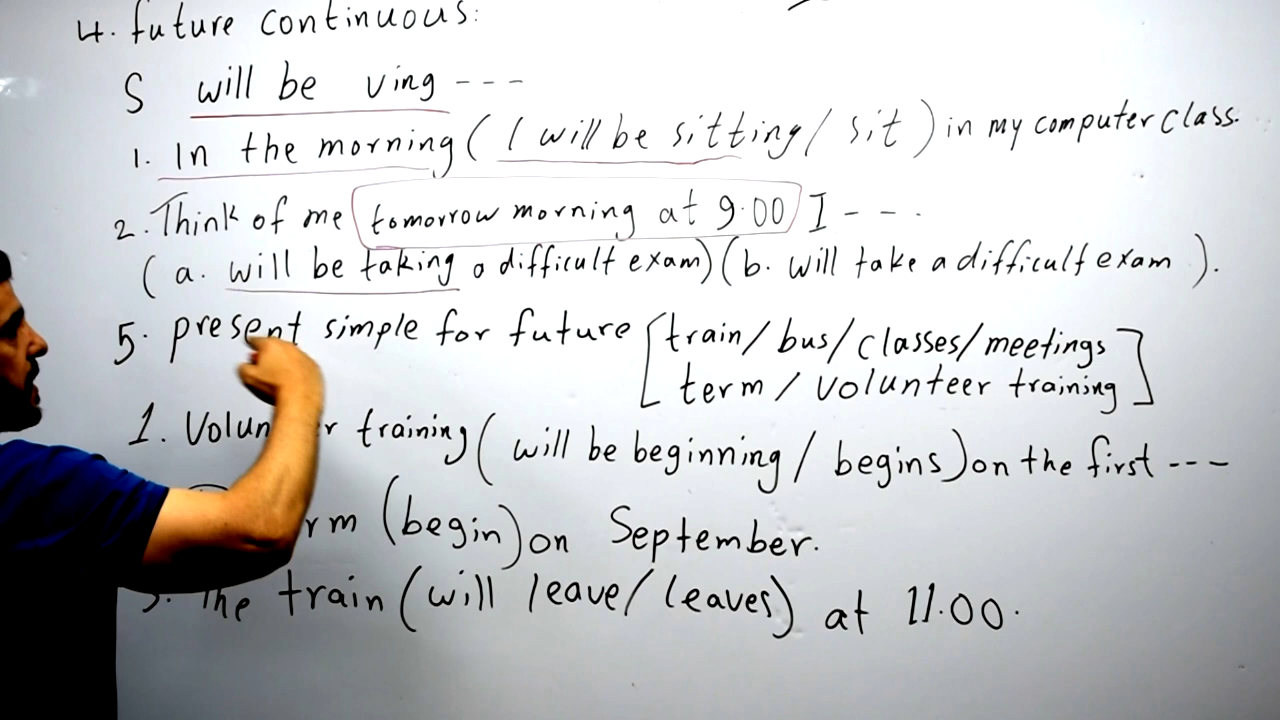 4. future continuous:
S will be ving ---
1. In the morning ( I will be sitting / sit ) in my computer class.
2. Think of me tomorrow morning at 9.00 I ---
( a. will be taking a difficult exam) (b. will take a difficult exam ).
5. present simple for future [train/ bus/ classes/ meetings
term / volunteer training]
1. Volun r training ( will be beginning / begins) on the first ---
rm (begin) on September.
3. The train ( will leave/ leaves) at 11.00.